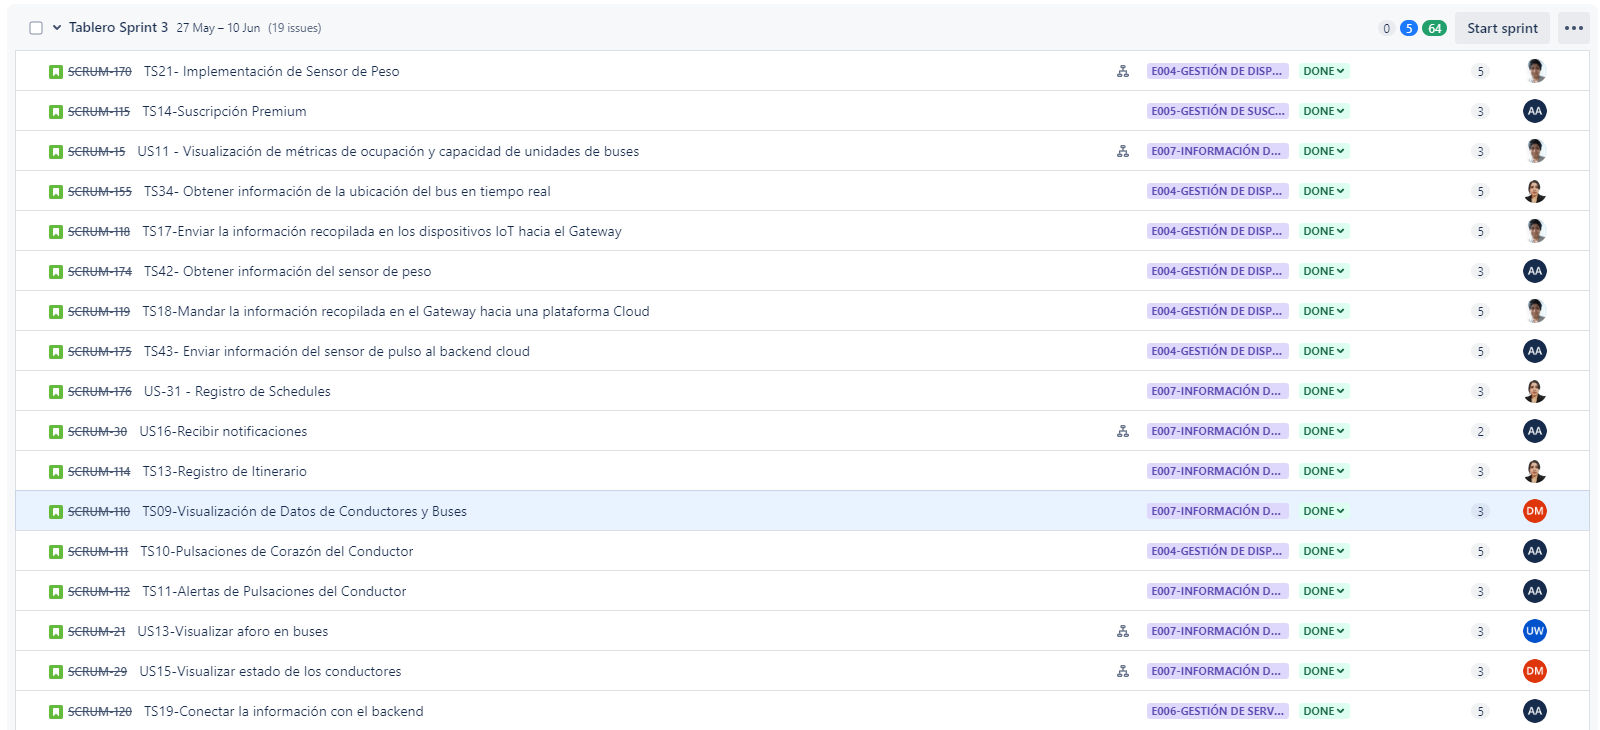 Tablero Sprint 3 27 May – 10 Jun (19 issues) 0 5 64 Start sprint
SCRUM-170 TS21- Implementación de Sensor de Peso E004-GESTIÓN DE DISP... DONE 5
SCRUM-115 TS14-Suscripción Premium E005-GESTIÓN DE SUSC... DONE 3 AA
SCRUM-15 US11 - Visualización de métricas de ocupación y capacidad de unidades de buses E007-INFORMACIÓN D... DONE 3
SCRUM-155 TS34- Obtener información de la ubicación del bus en tiempo real E004-GESTIÓN DE DISP... DONE 5
SCRUM-118 TS17-Enviar la información recopilada en los dispositivos IoT hacia el Gateway E004-GESTIÓN DE DISP... DONE 5
SCRUM-174 TS42- Obtener información del sensor de peso E004-GESTIÓN DE DISP... DONE 3 AA
SCRUM-119 TS18-Mandar la información recopilada en el Gateway hacia una plataforma Cloud E004-GESTIÓN DE DISP... DONE 5
SCRUM-175 TS43- Enviar información del sensor de pulso al backend cloud E004-GESTIÓN DE DISP... DONE 5 AA
SCRUM-176 US-31 - Registro de Schedules E007-INFORMACIÓN D... DONE 3
SCRUM-30 US16-Recibir notificaciones E007-INFORMACIÓN D... DONE 2 AA
SCRUM-114 TS13-Registro de Itinerario E007-INFORMACIÓN D... DONE 3
SCRUM-110 TS09-Visualización de Datos de Conductores y Buses E007-INFORMACIÓN D... DONE 3 DM
SCRUM-111 TS10-Pulsaciones de Corazón del Conductor E004-GESTIÓN DE DISP... DONE 5 AA
SCRUM-112 TS11-Alertas de Pulsaciones del Conductor E007-INFORMACIÓN D... DONE 3 AA
SCRUM-21 US13-Visualizar aforo en buses E007-INFORMACIÓN D... DONE 3 UW
SCRUM-29 US15-Visualizar estado de los conductores E007-INFORMACIÓN D... DONE 3 DM
SCRUM-120 TS19-Conectar la información con el backend E006-GESTIÓN DE SERV... DONE 5 AA